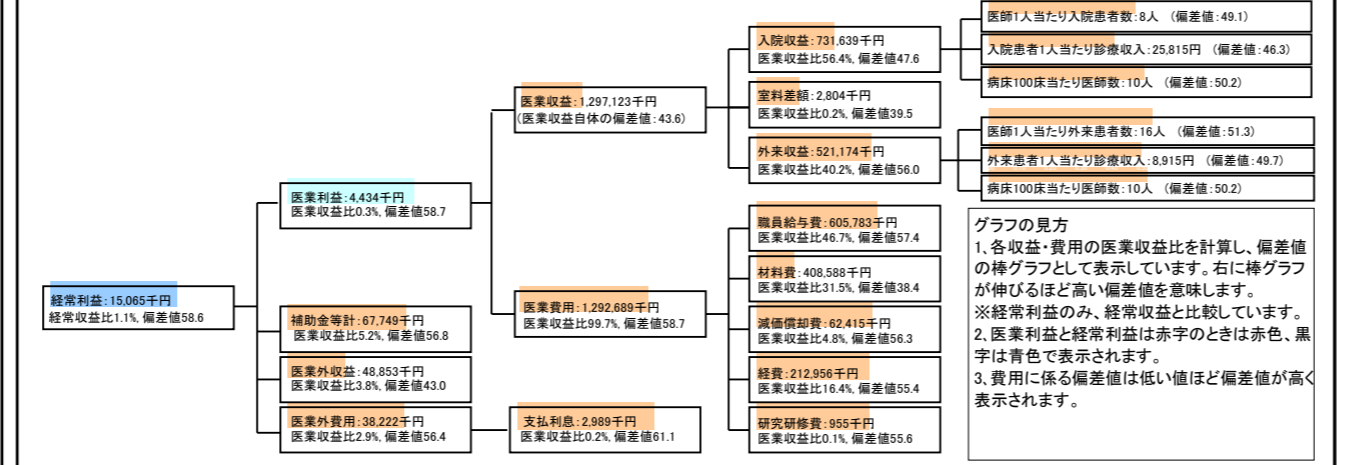 経常利益:15,065千円
経常収支比1.1%, 偏差値58.6
医業利益:4,434千円
医業収益比0.3%, 偏差値58.7
補助金等計:67,749千円
医業収益比5.2%, 偏差値56.8
医業外収益:48,853千円
医業収益比3.8%, 偏差値43.0
医業外費用:38,222千円
医業収益比2.9%, 偏差値56.4
支払利息:2,989千円
医業収益比0.2%, 偏差値61.1
医業収益:1,297,123千円
(医業収益自体の偏差値:43.6)
医業費用:1,292,689千円
医業収益比99.7%, 偏差値58.7
入院収益:731,639千円
医業収益比56.4%, 偏差値47.6
室料差額:2,804千円
医業収益比0.2%, 偏差値39.5
外来収益:521,174千円
医業収益比40.2%, 偏差値56.0
職員給与費:605,783千円
医業収益比46.7%, 偏差値57.4
材料費:408,588千円
医業収益比31.5%, 偏差値38.4
減価償却費:62,415千円
医業収益比4.8%, 偏差値56.3
経費:212,956千円
医業収益比16.4%, 偏差値55.4
研究研修費:955千円
医業収益比0.1%, 偏差値55.6
医師1人当たり入院患者数:8人 (偏差値:49.1)
入院患者1人当たり診療収入:25,815円 (偏差値:46.3)
病床100床当たり医師数:10人 (偏差値:50.2)
医師1人当たり外来患者数:16人 (偏差値:51.3)
外来患者1人当たり診療収入:8,915円 (偏差値:49.7)
病床100床当たり医師数:10人 (偏差値:50.2)
グラフの見方
1、各収益・費用の医業収益比を計算し、偏差値
の棒グラフとして表示しています。右に棒グラフ
が伸びるほど高い偏差値を意味します。
※経常利益のみ、経常収益と比較しています。
2、医業利益と経常利益は赤字のときは赤色、黒
字は青色で表示されます。
3、費用に係る偏差値は低い値ほど偏差値が高く
表示されます。